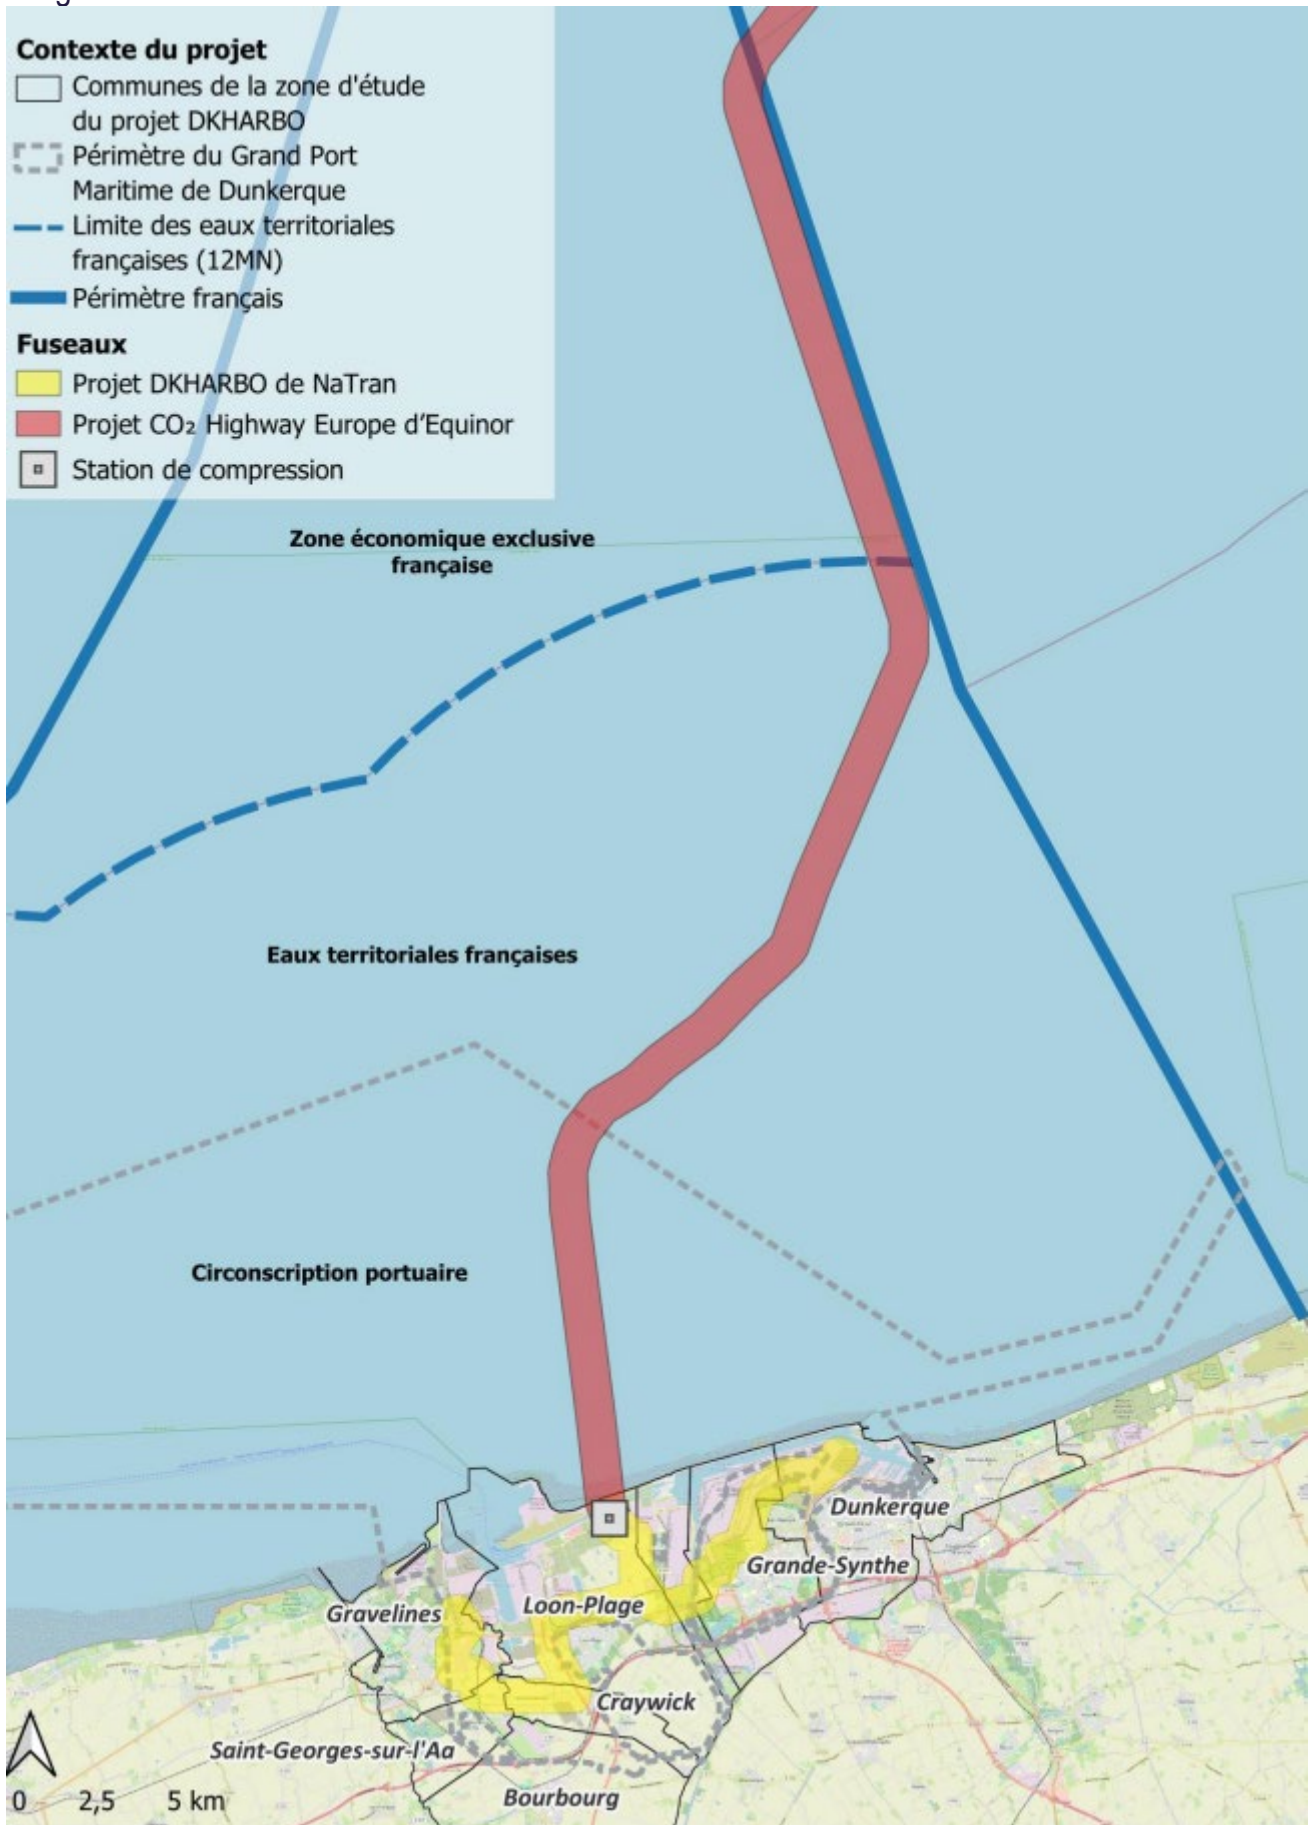 Contexte du projet
Communes de la zone d'étude
du projet DKHARBO
Périmètre du Grand Port
Maritime de Dunkerque
Limite des eaux territoriales
françaises (12MN)
Périmètre français
Fuseaux
Projet DKHARBO de NaTran
Projet CO₂ Highway Europe d’Equinor
Station de compression
Zone économique exclusive
française
Eaux territoriales françaises
Circonscription portuaire
Dunkerque
Grande-Synthe
Loon-Plage
Gravelines
Craywick
Saint-Georges-sur-l'Aa
Bourbourg
0 2,5 5 km